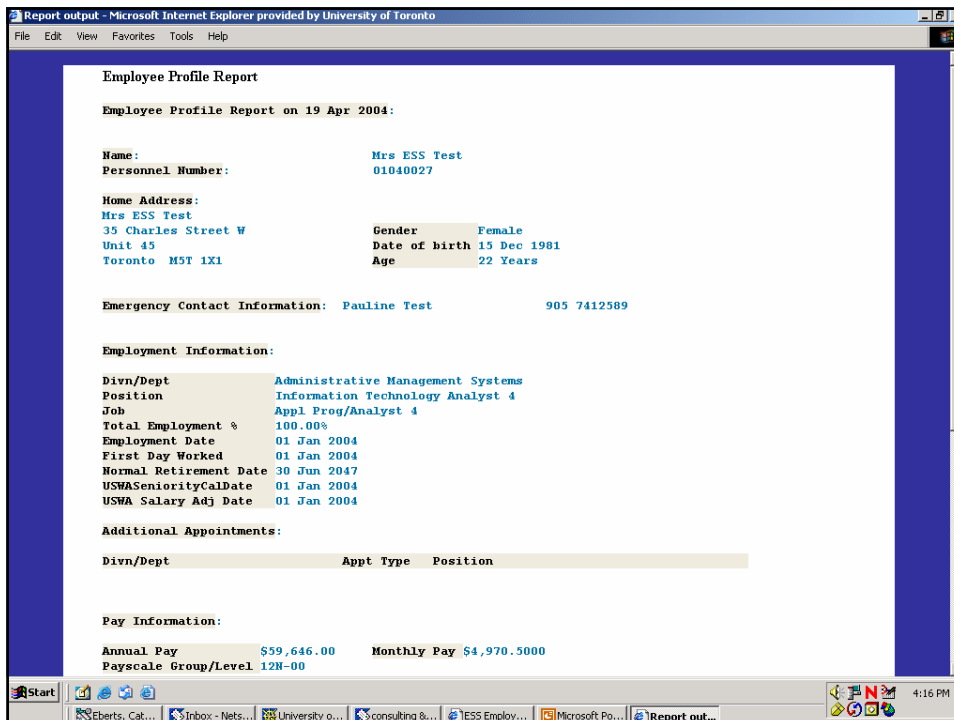 Report output - Microsoft Internet Explorer provided by University of Toronto
File Edit View Favorites Tools Help
Employee Profile Report
Employee Profile Report on 19 Apr 2004:
Name: Mrs ESS Test
Personnel Number: 01040027
Home Address:
Mrs ESS Test
35 Charles Street W Gender Female
Unit 45 Date of birth 15 Dec 1981
Toronto M5T 1X1 Age 22 Years
Emergency Contact Information: Pauline Test 905 7412589
Employment Information:
Divn/Dept Administrative Management Systems
Position Information Technology Analyst 4
Job Appl Prog/Analyst 4
Total Employment % 100.00%
Employment Date 01 Jan 2004
First Day Worked 01 Jan 2004
Normal Retirement Date 30 Jun 2047
USWASeniorityCalDate 01 Jan 2004
USWA Salary Adj Date 01 Jan 2004
Additional Appointments:
Divn/Dept Appt Type Position
Pay Information:
Annual Pay $59,646.00 Monthly Pay $4,970.5000
Payscale Group/Level 12N-00
Start 4:16 PM
Eberts, Cat... Inbox - Nets... University o... consulting &... ESS Employ... Microsoft Po... Report out...